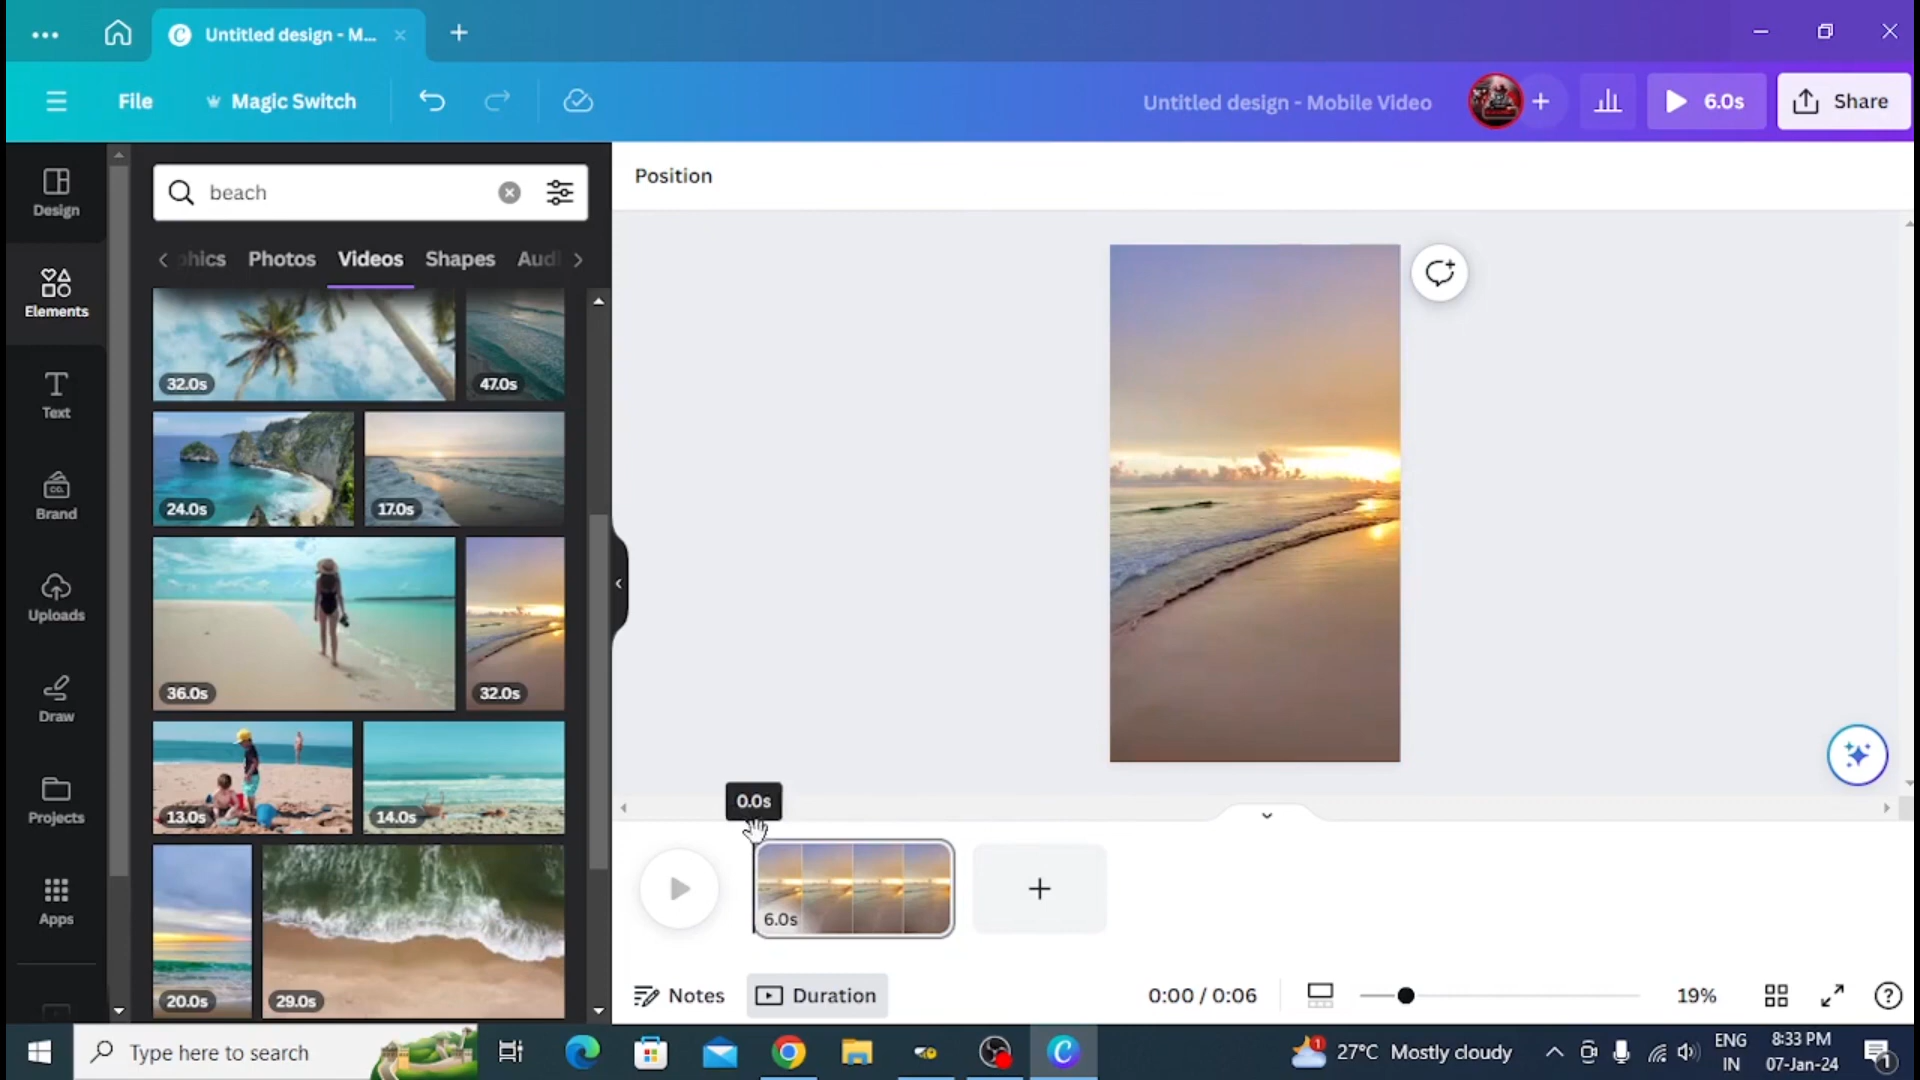 Untitled design - M...
File
Magic Switch
Untitled design - Mobile Video
6.0s
Share
Design
Elements
Text
Brand
Uploads
Draw
Projects
Apps
beach
Photos
Videos
Shapes
32.0s
47.0s
24.0s
17.0s
36.0s
32.0s
13.0s
14.0s
20.0s
29.0s
Position
0.0s
6.0s
Notes
Duration
0:00 / 0:06
19%
Type here to search
27°C Mostly cloudy
ENG
IN
8:33 PM
07-Jan-24